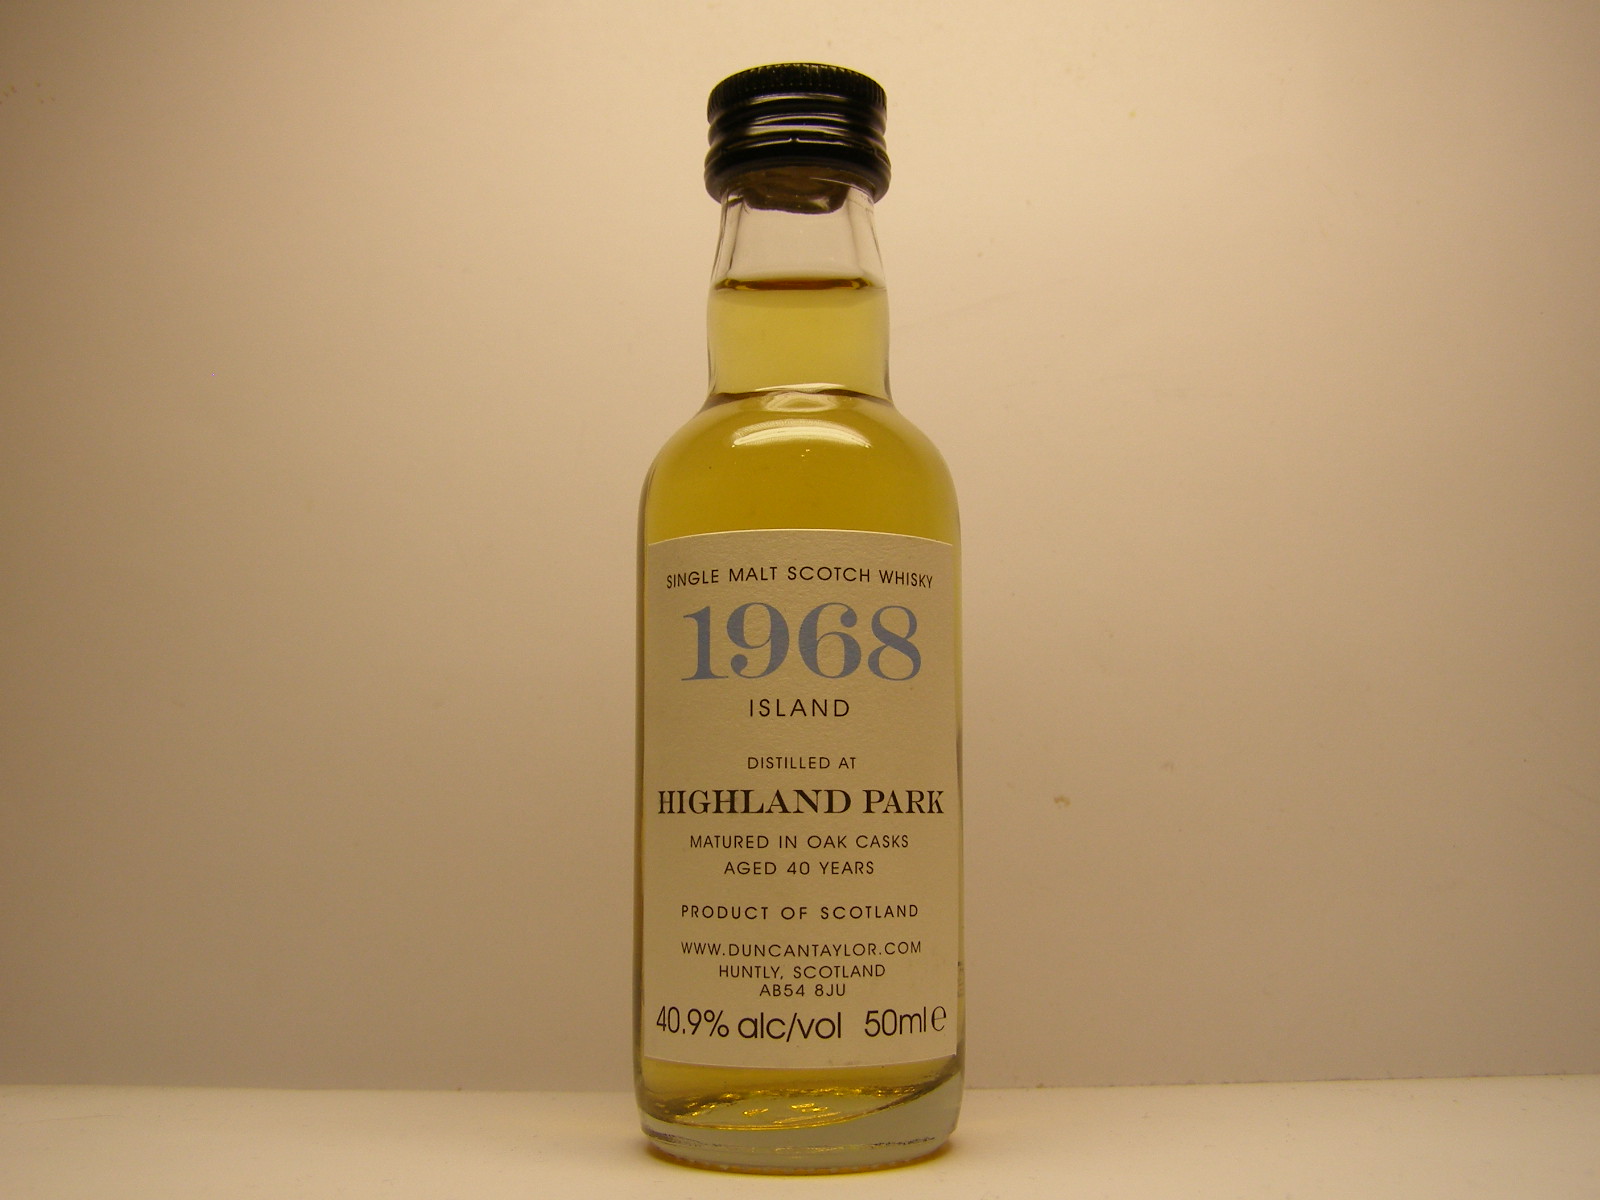 SINGLE MALT SCOTCH WHISKY
1968
ISLAND
DISTILLED AT
HIGHLAND PARK
MATURED IN OAK CASKS
AGED 40 YEARS
PRODUCT OF SCOTLAND
WWW.DUNCANTAYLOR.COM
HUNTLY, SCOTLAND
AB54 8JU
40.9% alc/vol 50ml℮